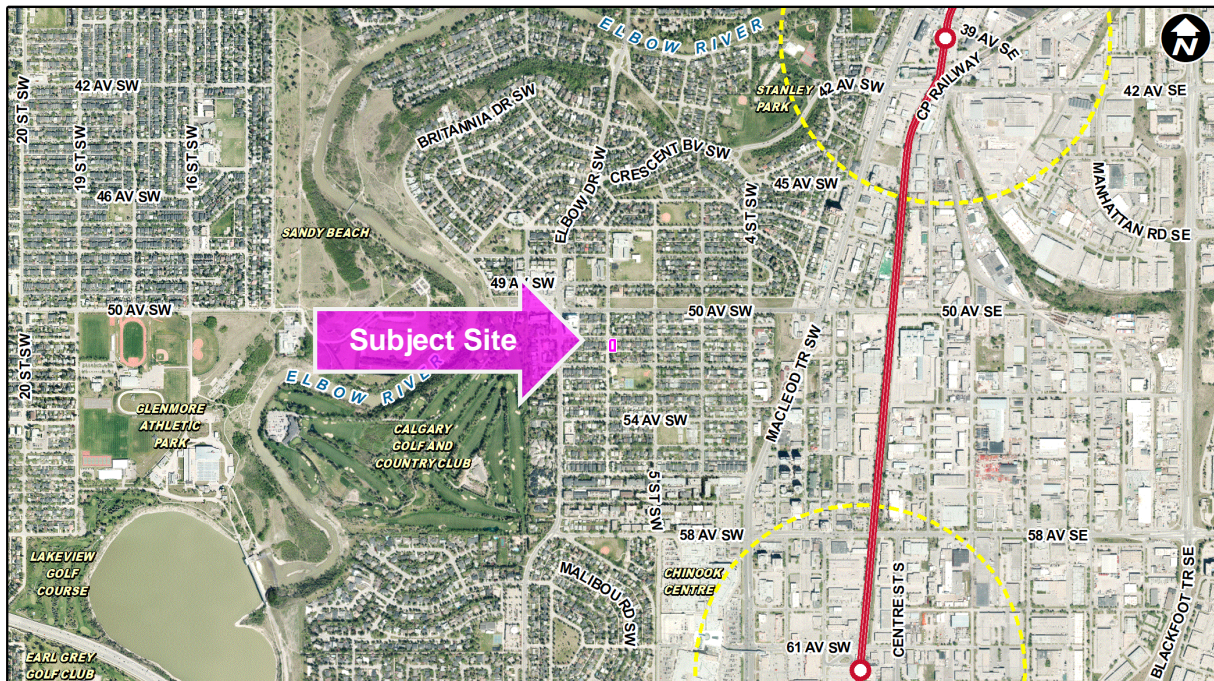 ELBOW RIVER
39 AV SE
N
42 AV SW
20 ST SW
19 ST SW
16 ST SW
46 AV SW
BRITANNIA DR SW
STANLEY
PARK
42 AV SW
CP RAILWAY
42 AV SE
CRESCENT BV SW
ELBOW DR SW
45 AV SW
4 ST SW
MANHATTAN RD SE
SANDY BEACH
49 AV SW
50 AV SW
50 AV SW
50 AV SE
Subject Site
ELBOW RIVER
20 ST SW
MACLEOD TR SW
GLENMORE
ATHLETIC
PARK
CALGARY
GOLF AND
COUNTRY CLUB
54 AV SW
5 ST SW
58 AV SW
58 AV SE
LAKEVIEW
GOLF
COURSE
MALIBOU RD SW
CHINOOK
CENTRE
CENTRE ST S
BLACKFOOT TR SE
61 AV SW
EARL GREY
GOLF CLUB